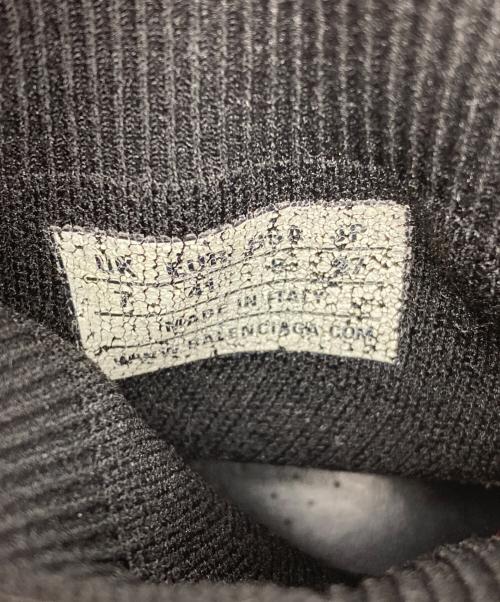 UK EUR USA JP
7 41 8 27
MADE IN ITALY
WWW.BALENCIAGA.COM